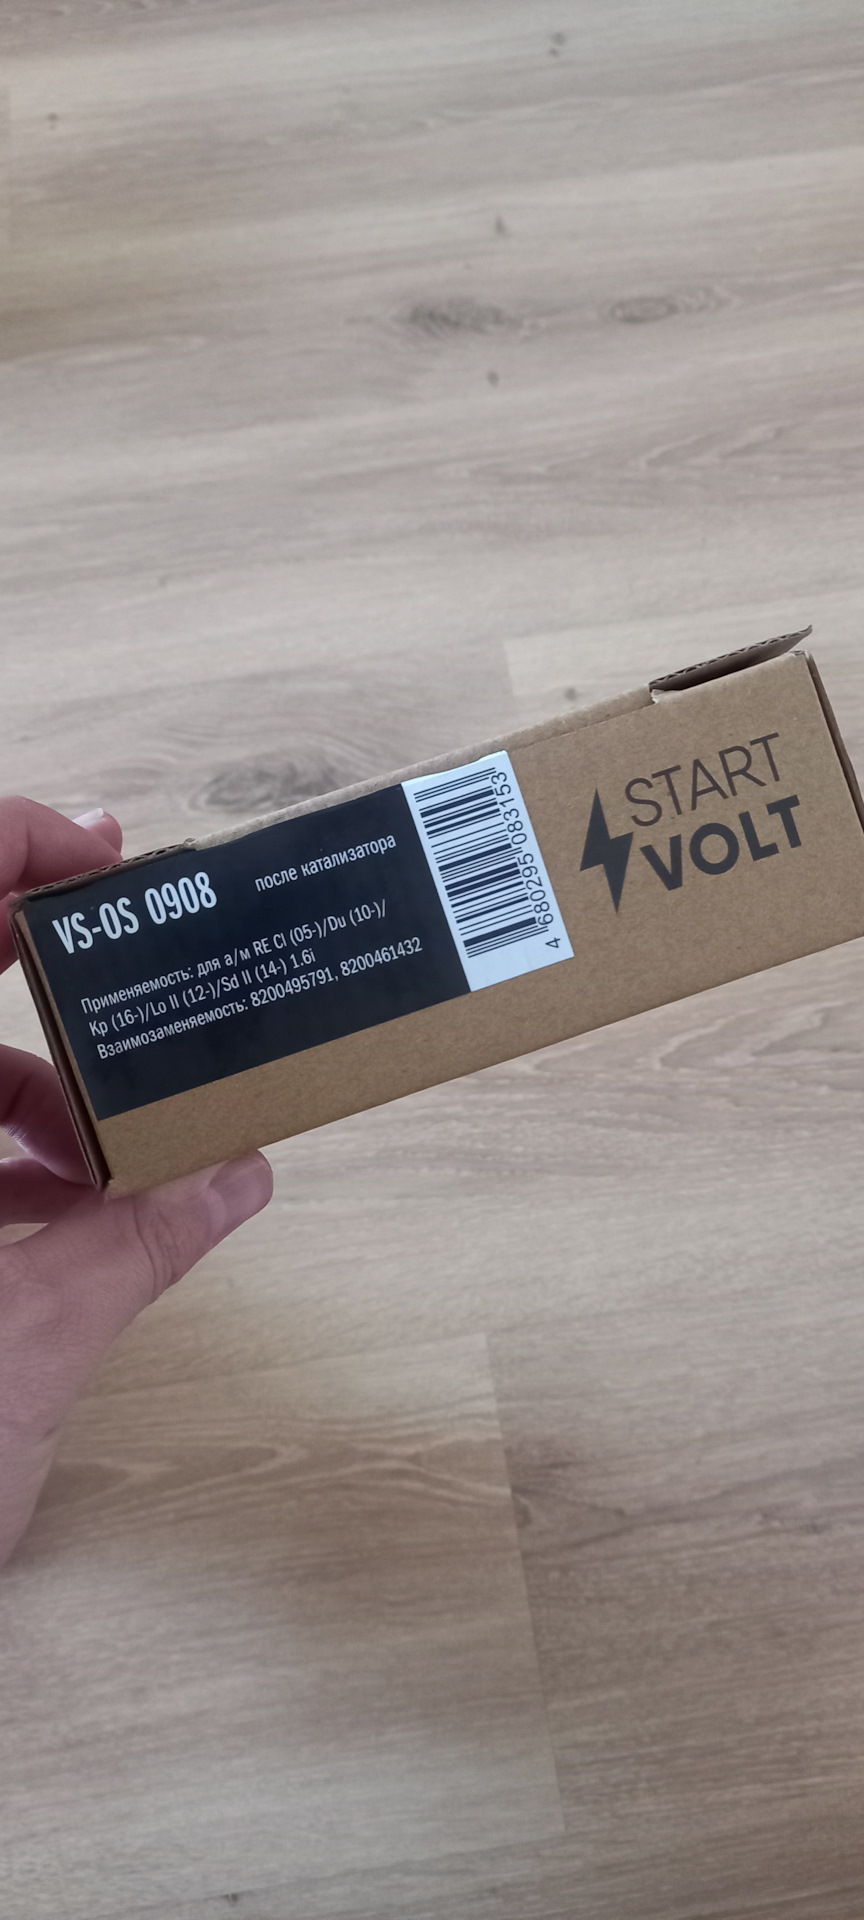 VS-OS 0908
после катализатора
Применяемость: для а/м RE Cl (05-)/Du (10-)/
Kp (16-)/Lo II (12-)/Sd II (14-) 1.6i
Взаимозаменяемость: 8200495791, 8200461432
4 680295 083153
START
VOLT